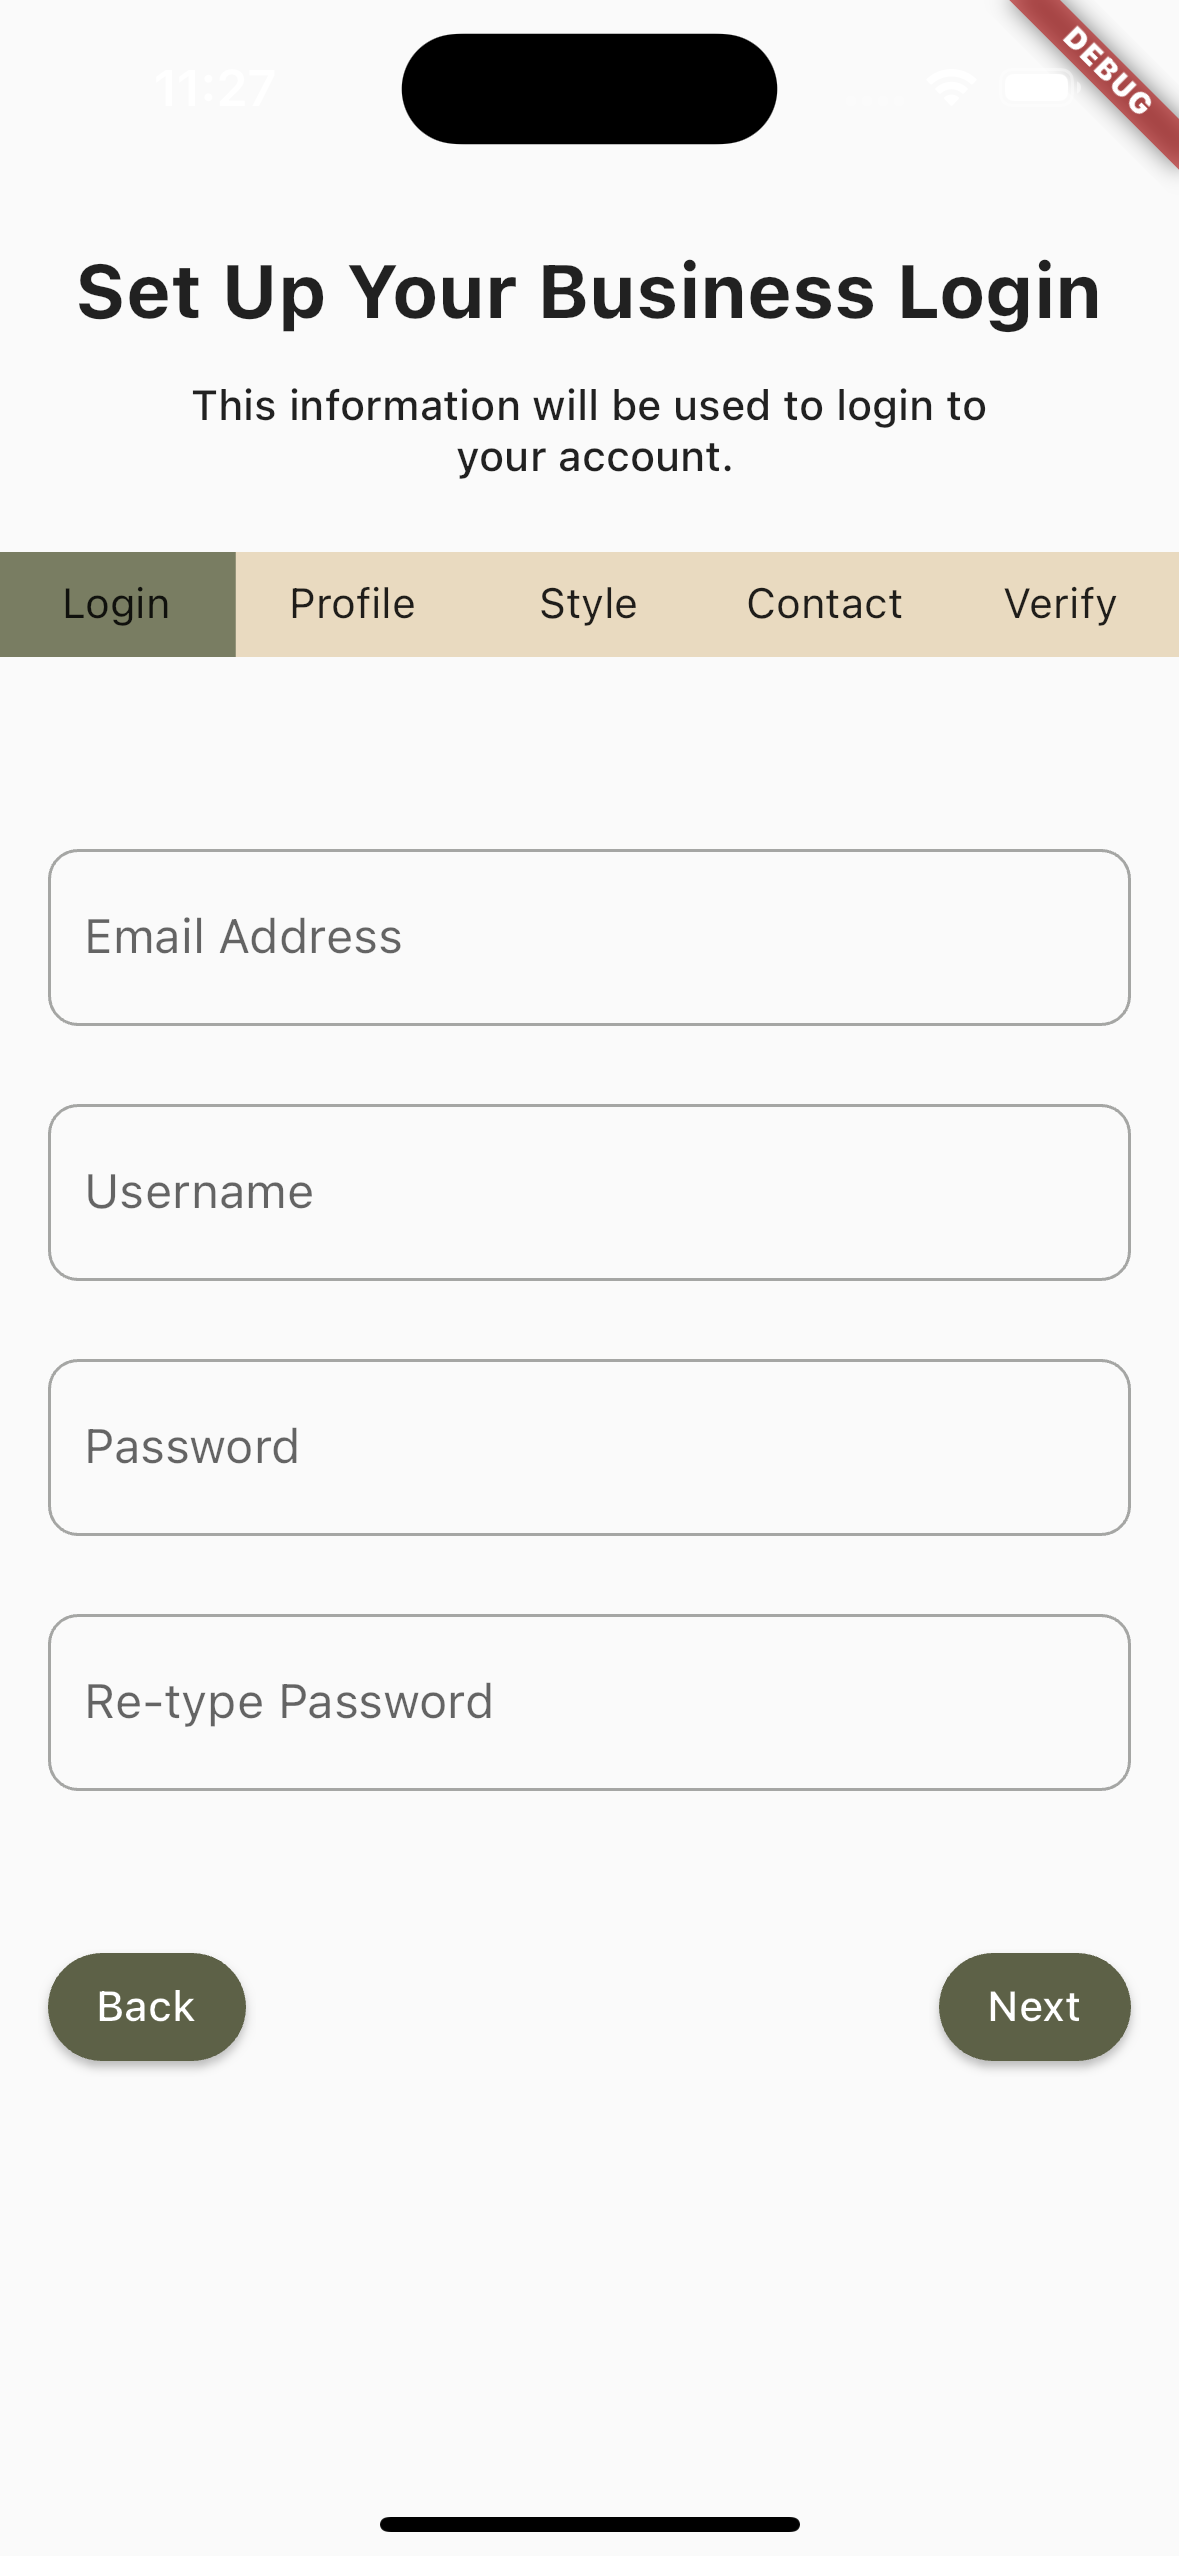 11:27
DEBUG
Set Up Your Business Login
This information will be used to login to
your account.
Login Profile Style Contact Verify
Email Address
Username
Password
Re-type Password
Back Next